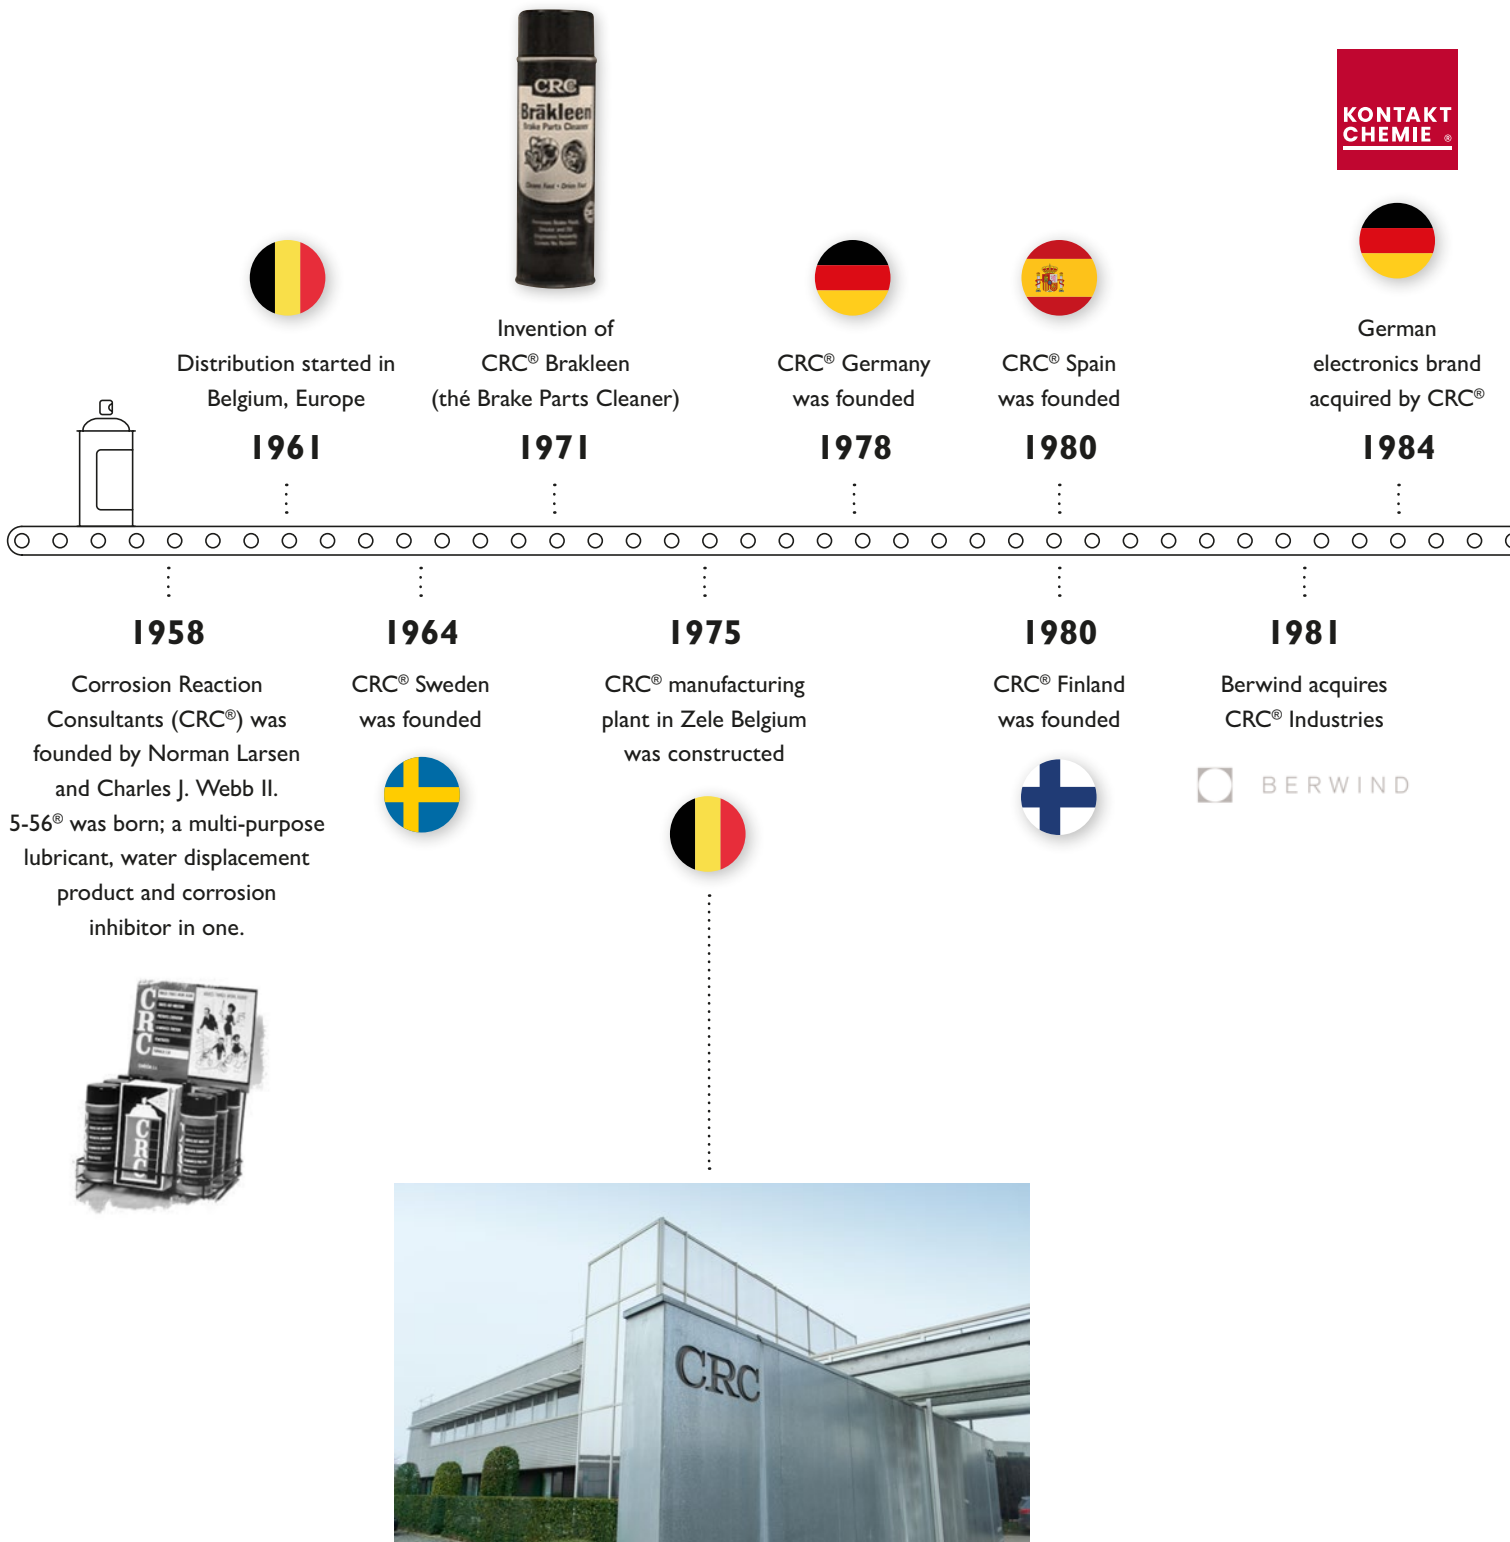 CRC
Bräkleen
Brake Parts Cleaner
KONTAKT
CHEMIE ®
Distribution started in
Belgium, Europe
1961
Invention of
CRC® Brakleen
(thé Brake Parts Cleaner)
1971
CRC® Germany
was founded
1978
CRC® Spain
was founded
1980
German
electronics brand
acquired by CRC®
1984
1958
Corrosion Reaction
Consultants (CRC®) was
founded by Norman Larsen
and Charles J. Webb II.
5-56® was born; a multi-purpose
lubricant, water displacement
product and corrosion
inhibitor in one.
1964
CRC® Sweden
was founded
1975
CRC® manufacturing
plant in Zele Belgium
was constructed
1980
CRC® Finland
was founded
1981
Berwind acquires
CRC® Industries
BERWIND
CRC
CRC
CRC